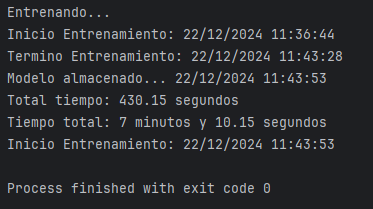 Entrenando...
Inicio Entrenamiento: 22/12/2024 11:36:44
Termino Entrenamiento: 22/12/2024 11:43:28
Modelo almacenado... 22/12/2024 11:43:53
Total tiempo: 430.15 segundos
Tiempo total: 7 minutos y 10.15 segundos
Inicio Entrenamiento: 22/12/2024 11:43:53
Process finished with exit code 0